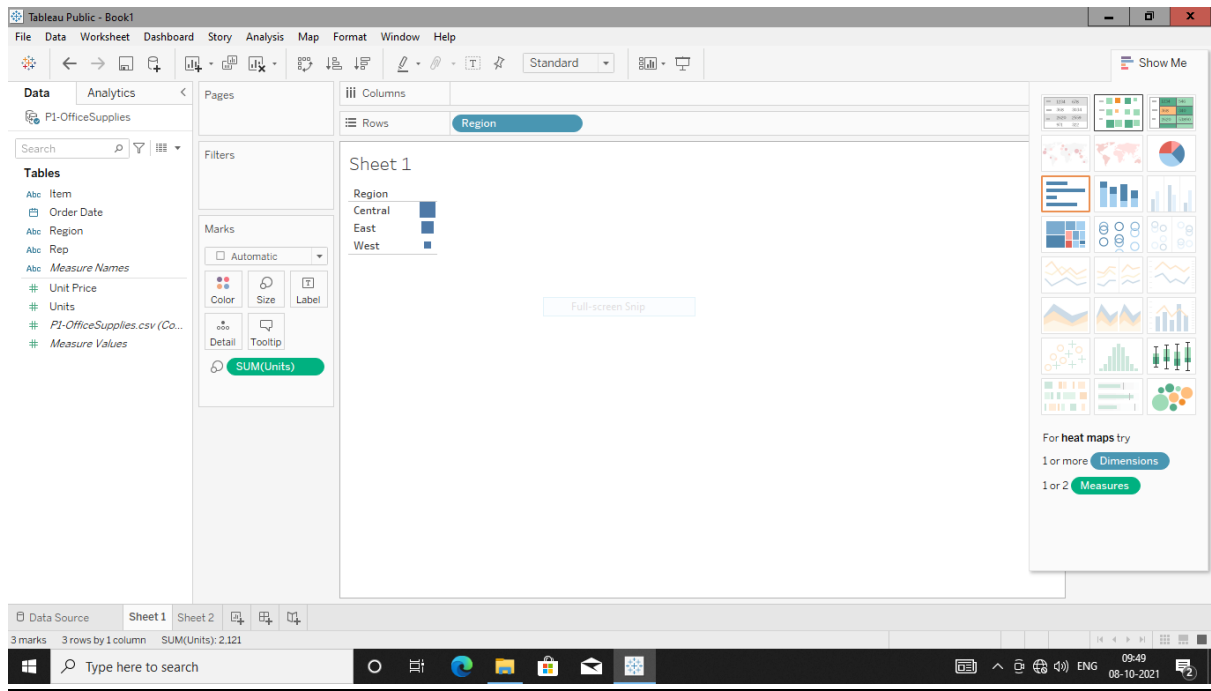 Tableau Public - Book1
File Data Worksheet Dashboard Story Analysis Map Format Window Help
Standard
Show Me
Data Analytics
Pages
Columns
P1-OfficeSupplies
Rows
Region
Search
Filters
Sheet 1
Tables
Abc Item
Region
Order Date
Central
Abc Region
East
Marks
Abc Rep
West
Automatic
Abc Measure Names
# Unit Price
Color Size Label
# Units
Full-screen Snip
# P1-OfficeSupplies.csv (Co...
# Measure Values
Detail Tooltip
SUM(Units)
For heat maps try
1 or more Dimensions
1 or 2 Measures
Data Source Sheet 1 Sheet 2
3 marks 3 rows by 1 column SUM(Units): 2,121
Type here to search
ENG
09:49
08-10-2021
2